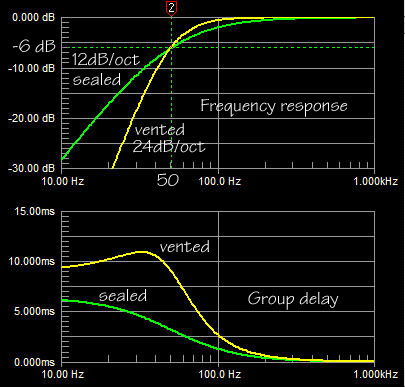 2
0.000 dB
-6 dB
12dB/oct
-10.00 dB
sealed
Frequency response
-20.00 dB
vented
24dB/oct
-30.00 dB
10.00 Hz
50
100.0 Hz
1.000kHz
15.00ms
vented
10.000ms
sealed
Group delay
5.000ms
0.000ms
10.00 Hz
100.0 Hz
1.000kHz